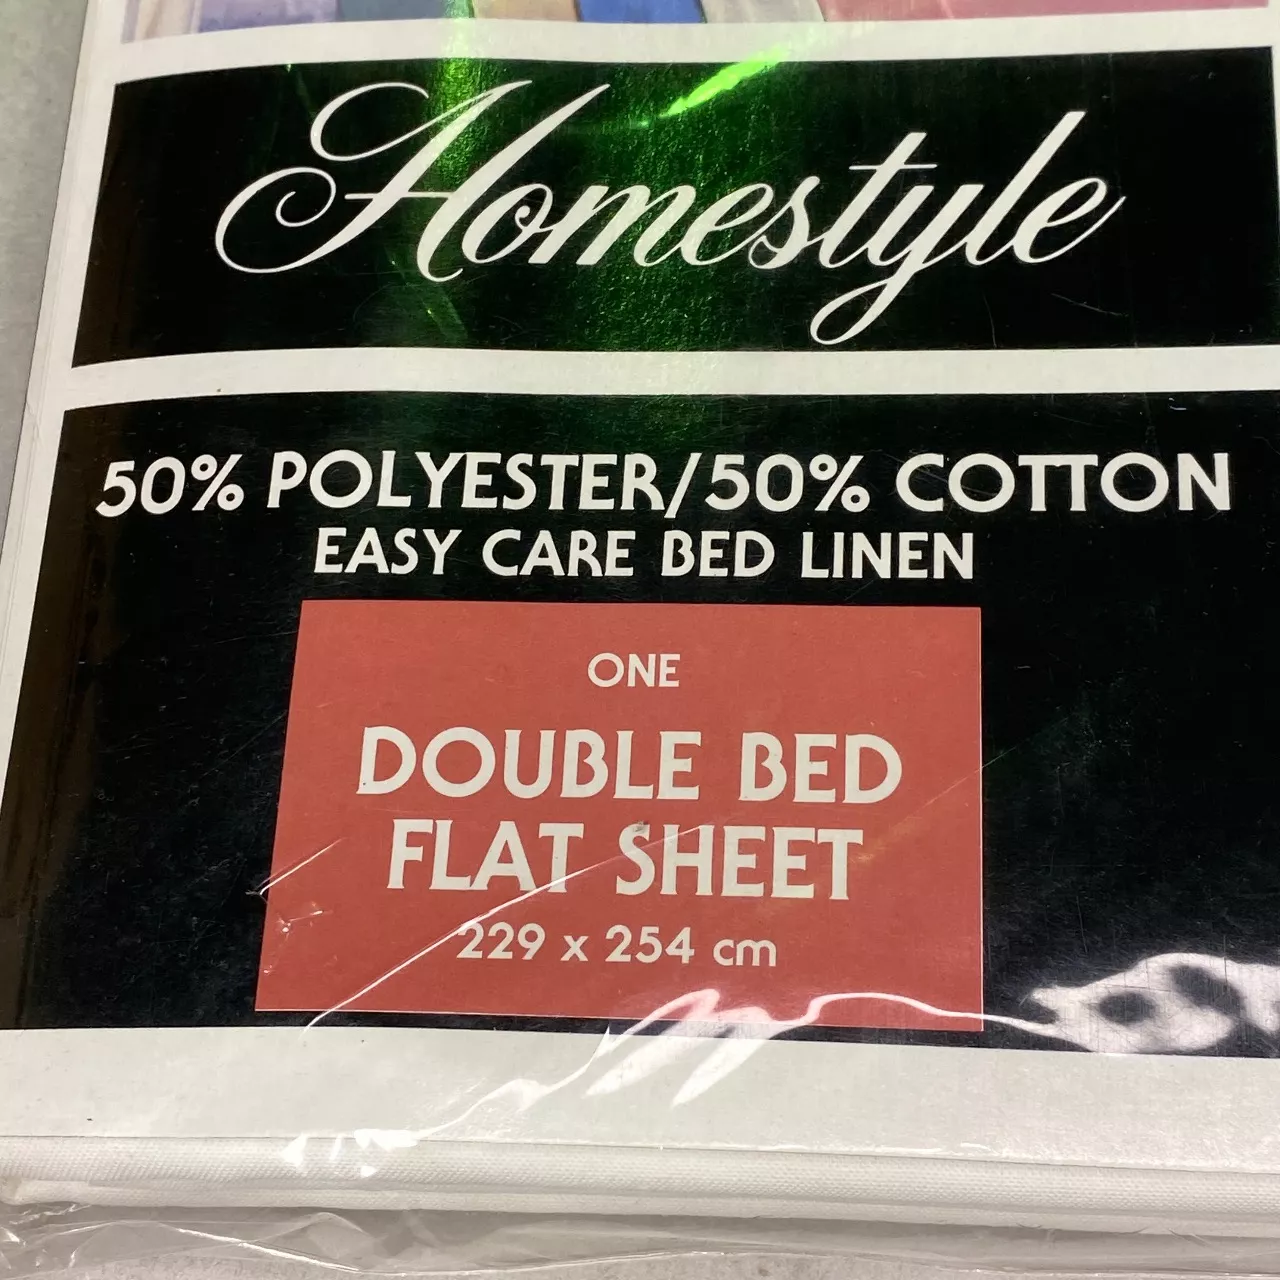 Homestyle
50% POLYESTER/50% COTTON
EASY CARE BED LINEN
ONE
DOUBLE BED
FLAT SHEET
229 x 254 cm